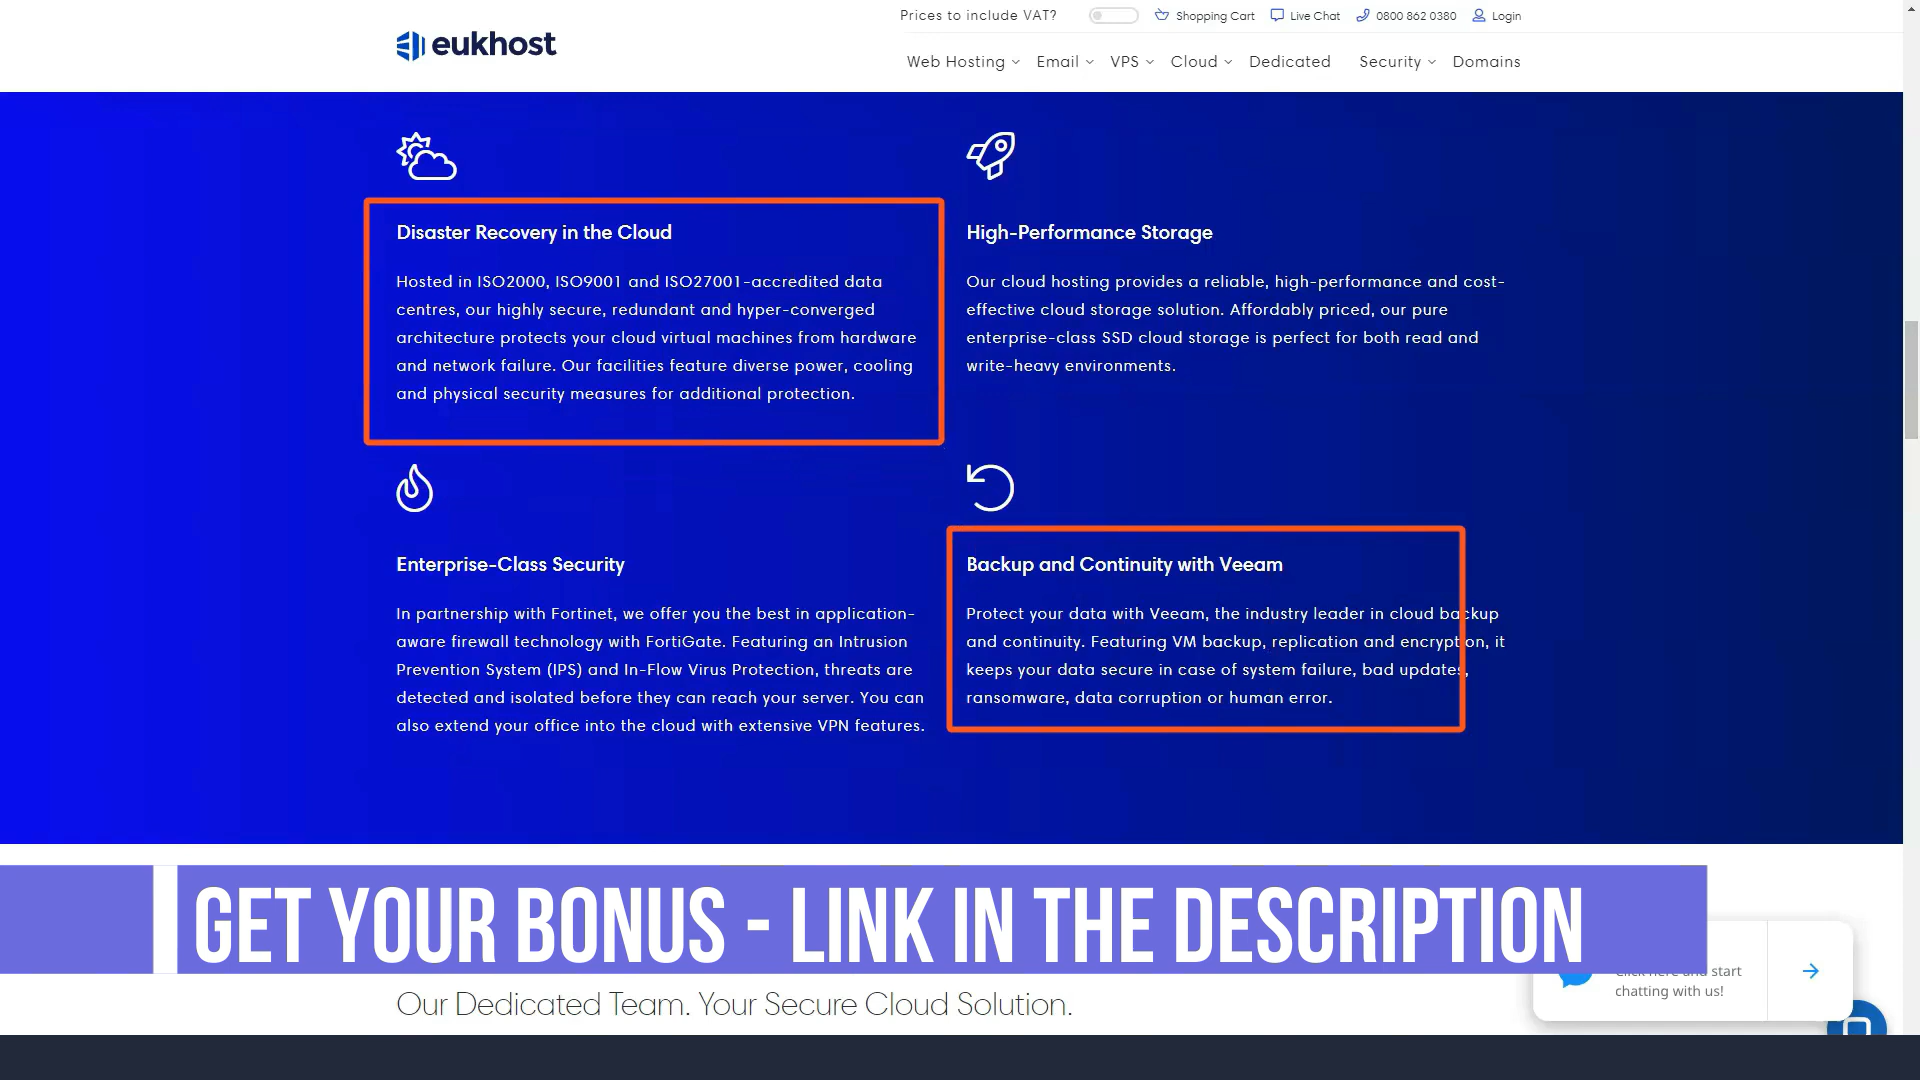 Prices to include VAT?
Shopping Cart
Live Chat
0800 862 0380
Login
eukhost
Web Hosting
Email
VPS
Cloud
Dedicated
Security
Domains
Disaster Recovery in the Cloud
Hosted in ISO2000, ISO9001 and ISO27001-accredited data
centres, our highly secure, redundant and hyper-converged
architecture protects your cloud virtual machines from hardware
and network failure. Our facilities feature diverse power, cooling
and physical security measures for additional protection.
High-Performance Storage
Our cloud hosting provides a reliable, high-performance and cost-
effective cloud storage solution. Affordably priced, our pure
enterprise-class SSD cloud storage is perfect for both read and
write-heavy environments.
Enterprise-Class Security
In partnership with Fortinet, we offer you the best in application-
aware firewall technology with FortiGate. Featuring an Intrusion
Prevention System (IPS) and In-Flow Virus Protection, threats are
detected and isolated before they can reach your server. You can
also extend your office into the cloud with extensive VPN features.
Backup and Continuity with Veeam
Protect your data with Veeam, the industry leader in cloud backup
and continuity. Featuring VM backup, replication and encryption, it
keeps your data secure in case of system failure, bad updates,
ransomware, data corruption or human error.
GET YOUR BONUS - LINK IN THE DESCRIPTION
Click here and start
chatting with us!
Our Dedicated Team. Your Secure Cloud Solution.